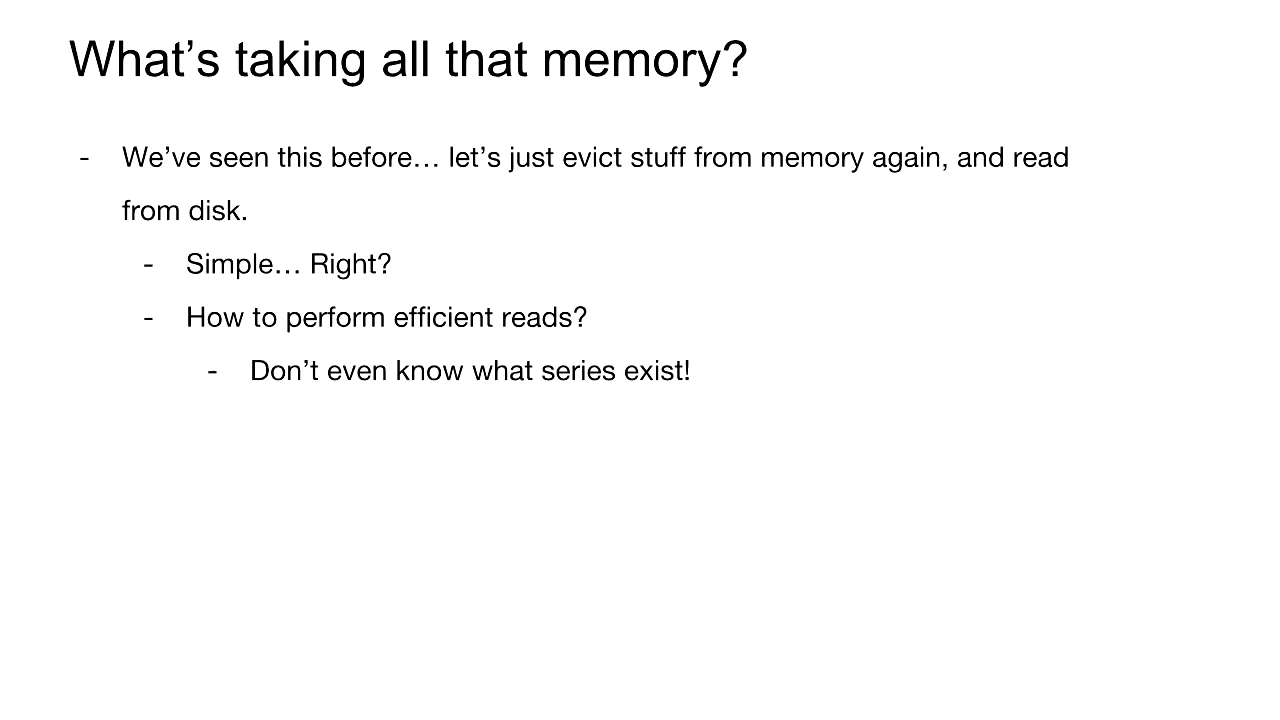 What’s taking all that memory?
- We’ve seen this before… let’s just evict stuff from memory again, and read
from disk.
- Simple… Right?
- How to perform efficient reads?
- Don’t even know what series exist!